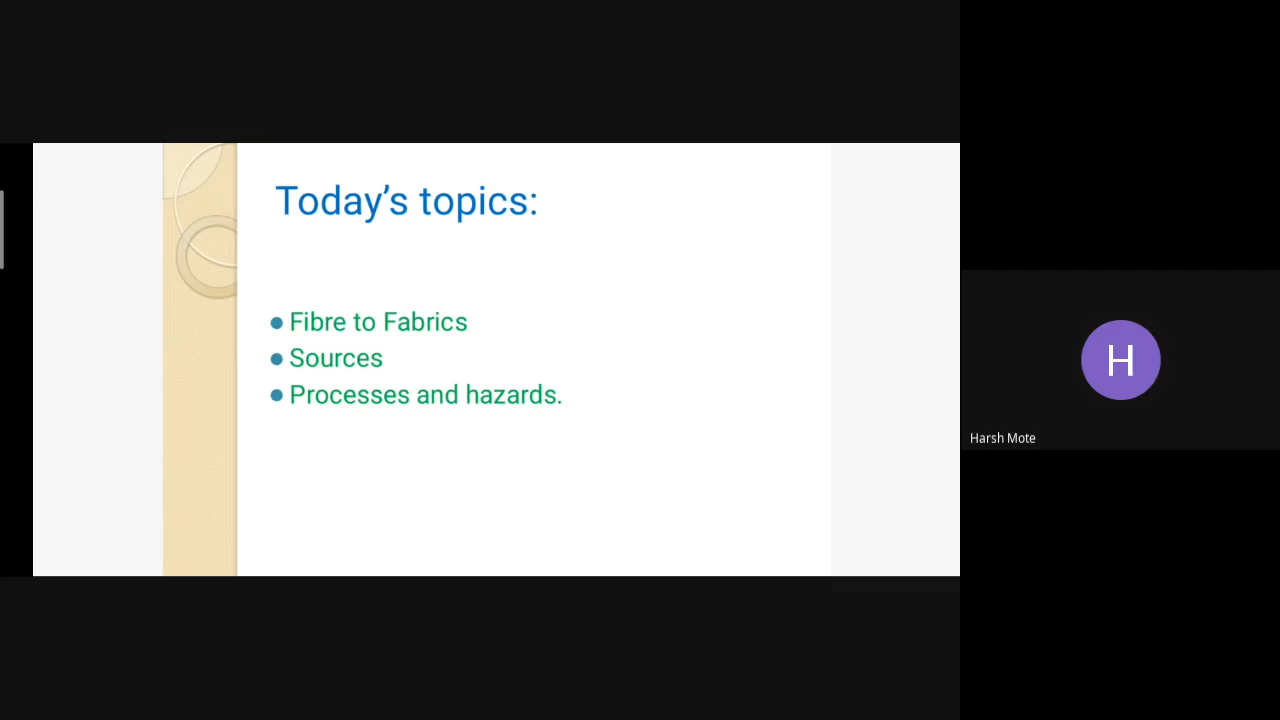 Today’s topics:
Fibre to Fabrics
Sources
Processes and hazards.
H
Harsh Mote